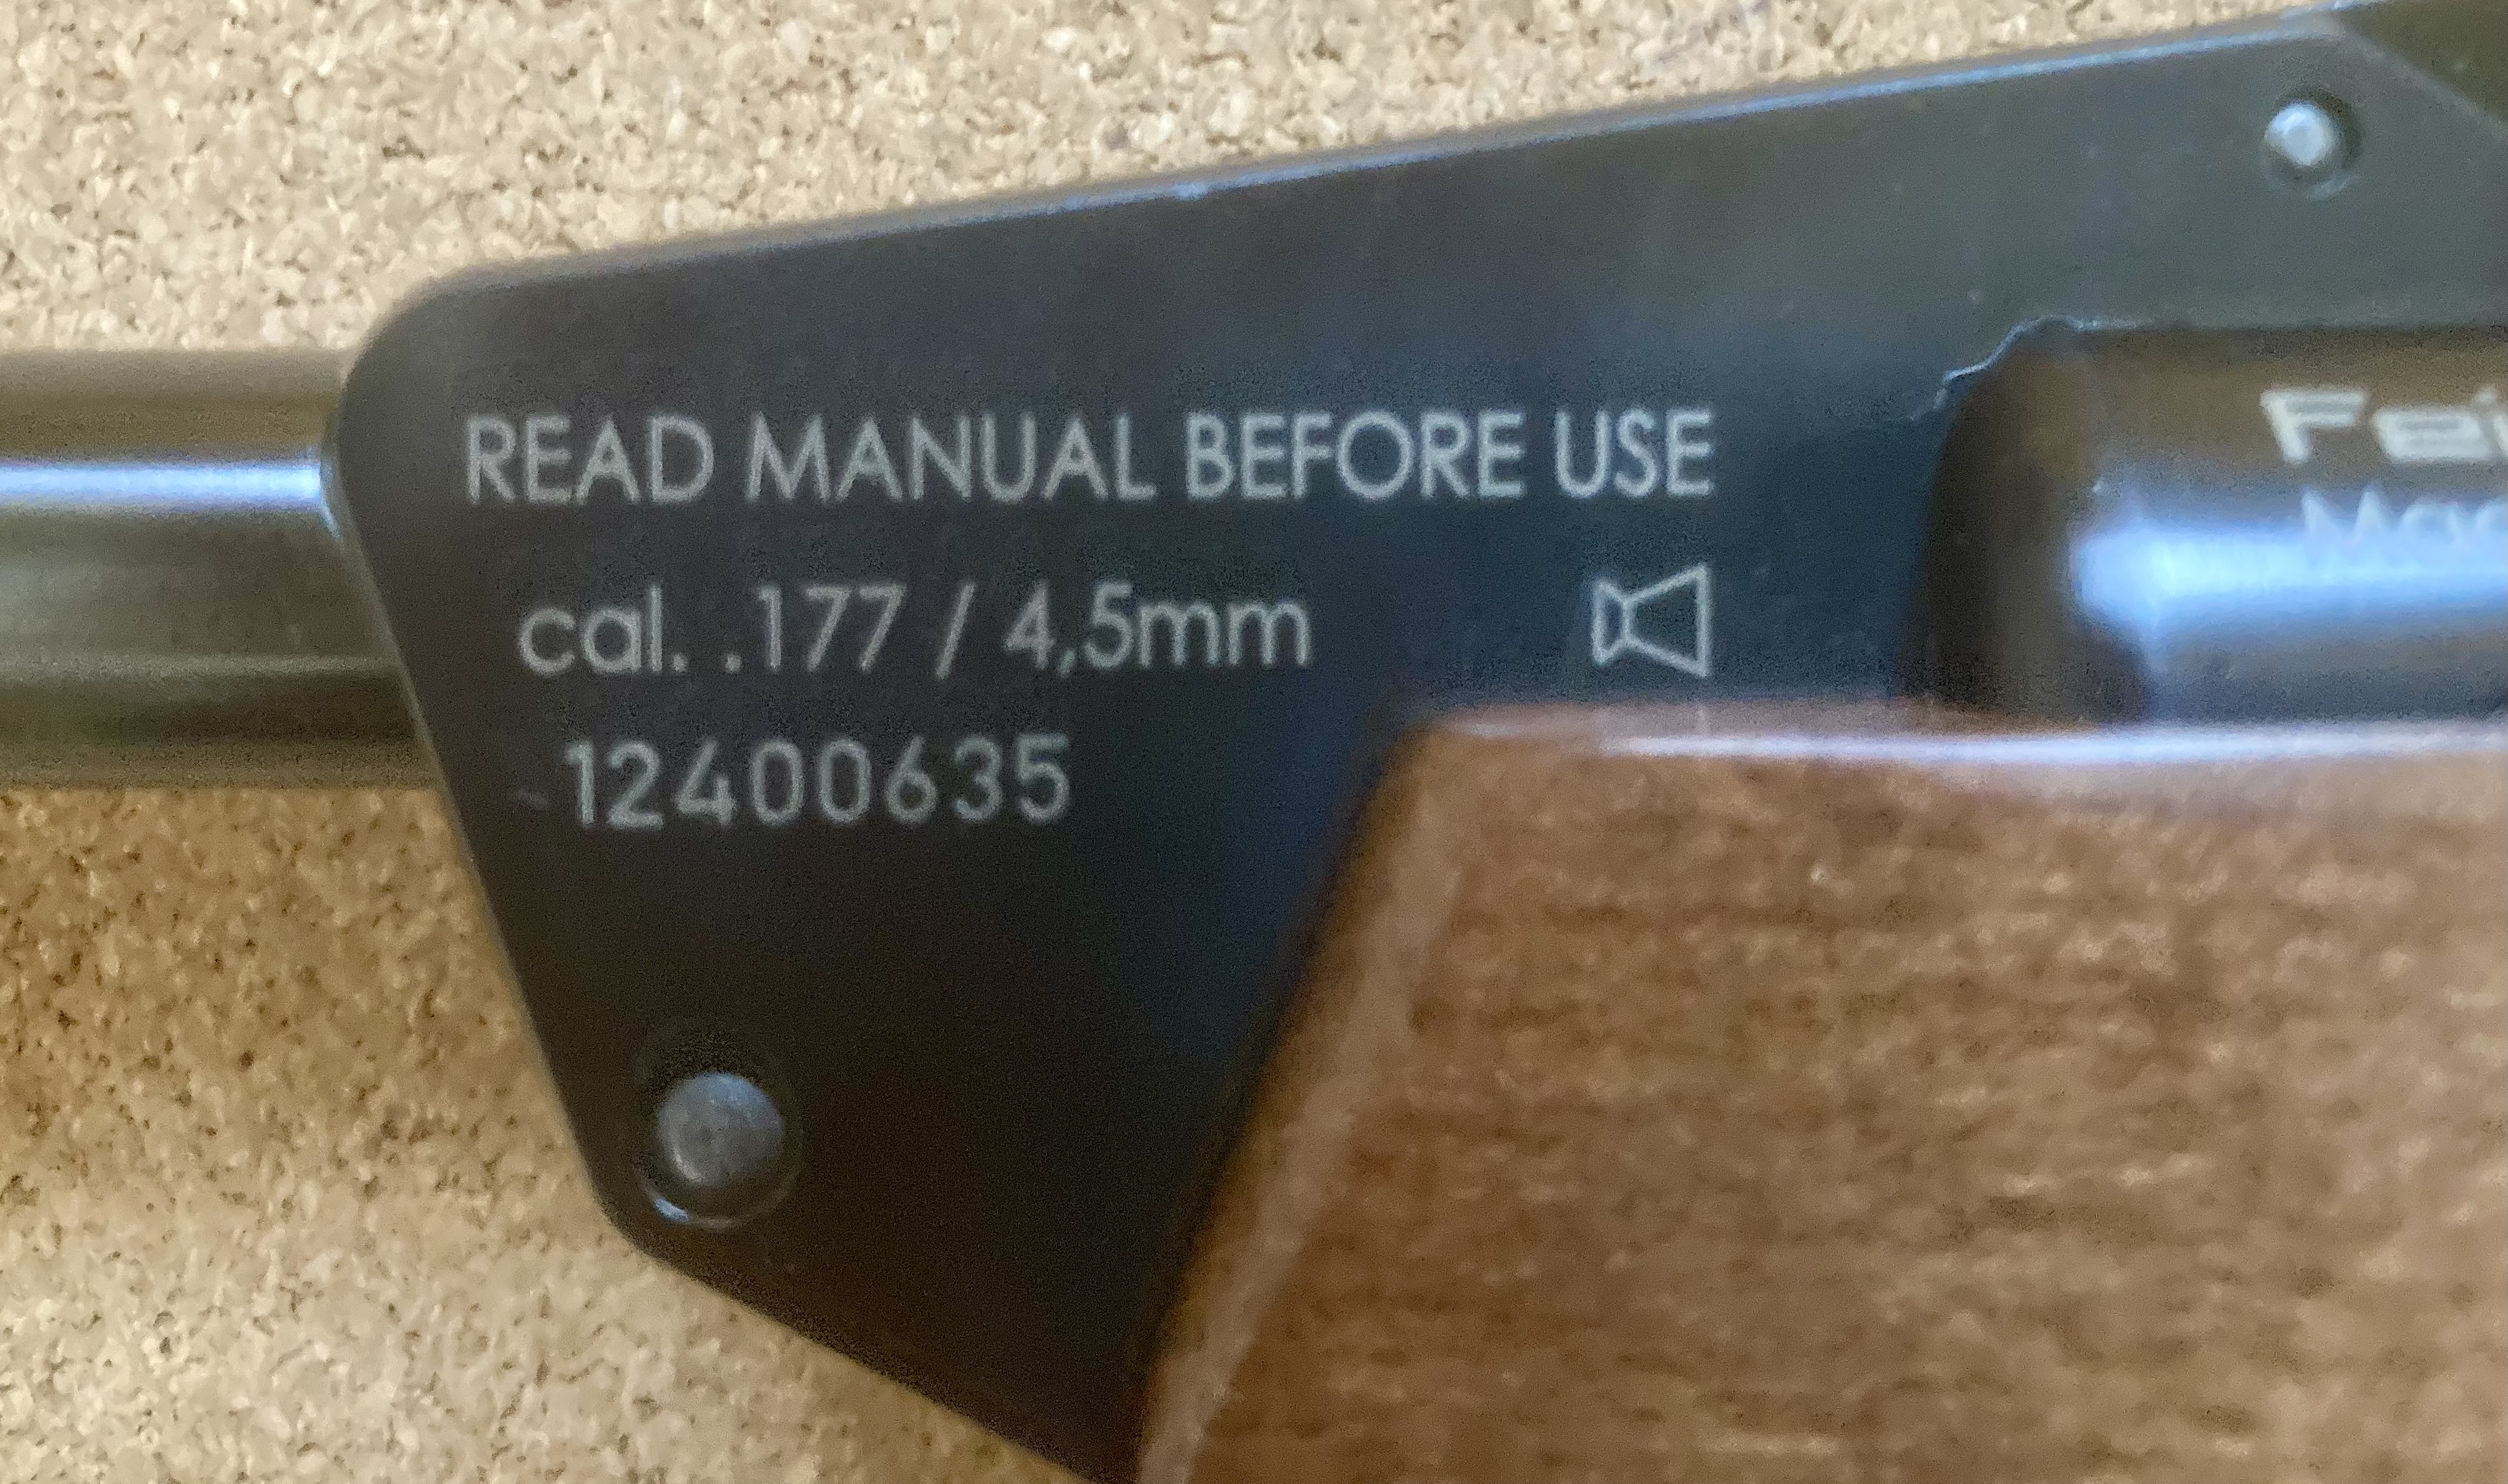 READ MANUAL BEFORE USE
cal. .177 / 4,5mm
12400635